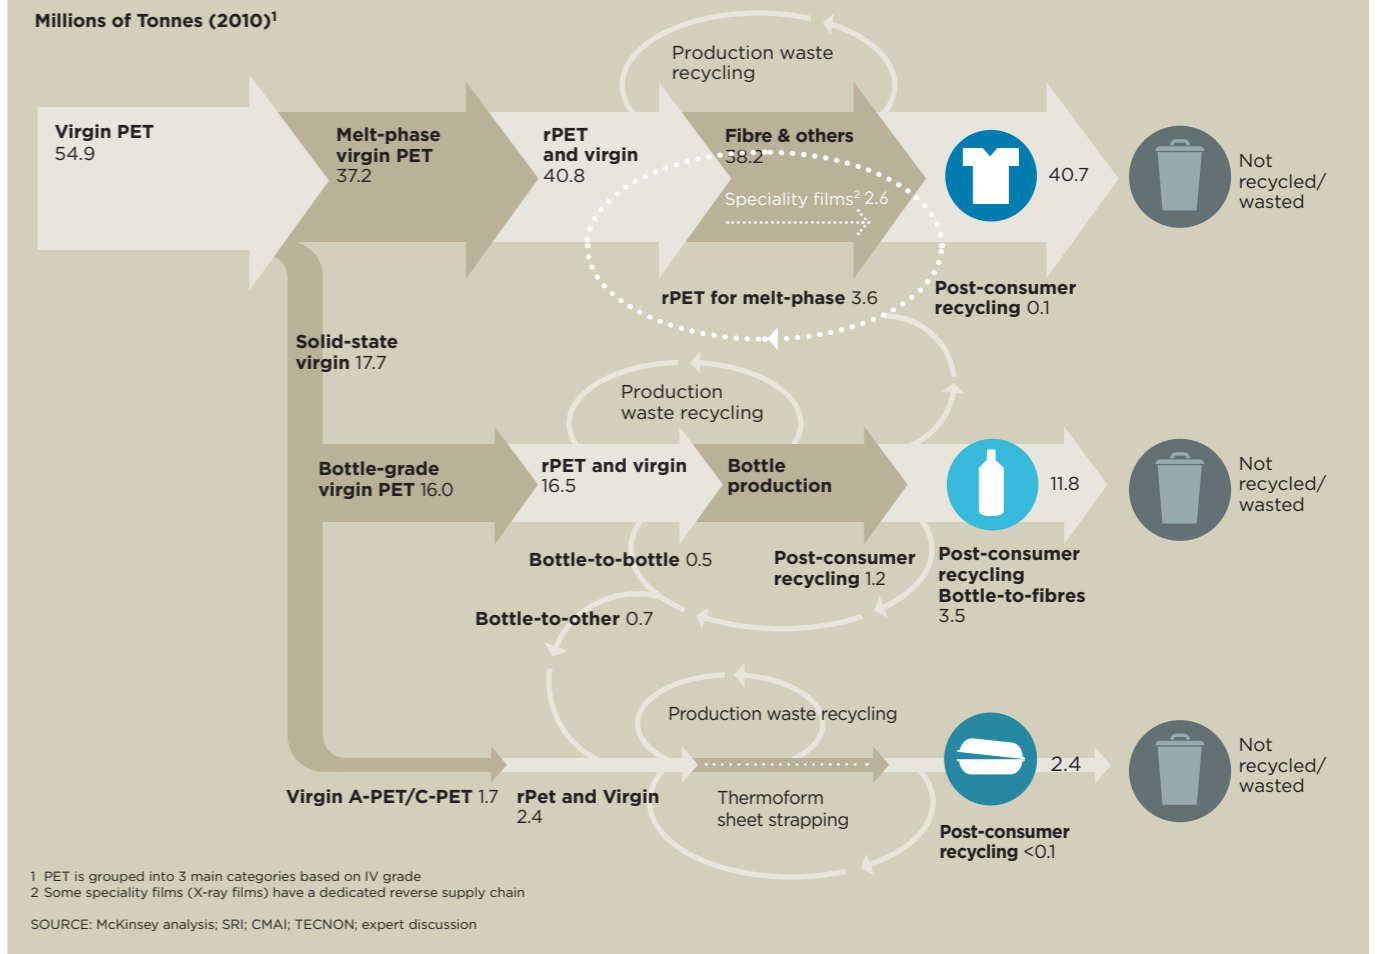 Millions of Tonnes (2010)1
Production waste
recycling
Virgin PET
54.9
Melt-phase
virgin PET
37.2
rPET
and virgin
40.8
Fibre & others
38.2
Speciality films2 2.6
40.7
Not
recycled/
wasted
rPET for melt-phase 3.6
Post-consumer
recycling 0.1
Solid-state
virgin 17.7
Production
waste recycling
Bottle-grade
virgin PET 16.0
rPET and virgin
16.5
Bottle
production
11.8
Not
recycled/
wasted
Bottle-to-bottle 0.5
Post-consumer
recycling 1.2
Post-consumer
recycling
Bottle-to-fibres
3.5
Bottle-to-other 0.7
Production waste recycling
Virgin A-PET/C-PET 1.7
rPet and Virgin
2.4
Thermoform
sheet strapping
2.4
Not
recycled/
wasted
Post-consumer
recycling <0.1
1 PET is grouped into 3 main categories based on IV grade
2 Some speciality films (X-ray films) have a dedicated reverse supply chain
SOURCE: McKinsey analysis; SRI; CMAI; TECNON; expert discussion